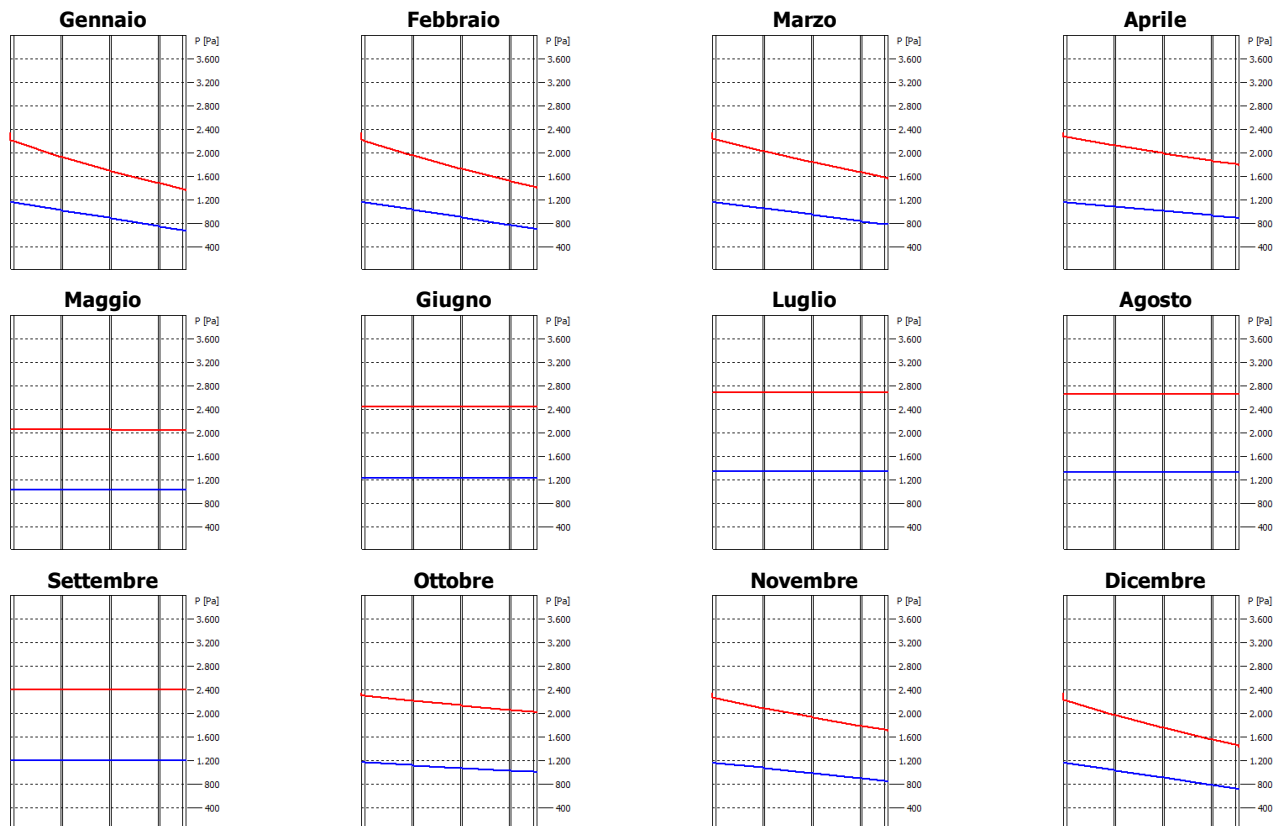 Gennaio Febbraio Marzo Aprile
P [Pa] P [Pa] P [Pa] P [Pa]
3.600 3.600 3.600 3.600
3.200 3.200 3.200 3.200
2.800 2.800 2.800 2.800
2.400 2.400 2.400 2.400
2.000 2.000 2.000 2.000
1.600 1.600 1.600 1.600
1.200 1.200 1.200 1.200
800 800 800 800
400 400 400 400
Maggio Giugno Luglio Agosto
P [Pa] P [Pa] P [Pa] P [Pa]
3.600 3.600 3.600 3.600
3.200 3.200 3.200 3.200
2.800 2.800 2.800 2.800
2.400 2.400 2.400 2.400
2.000 2.000 2.000 2.000
1.600 1.600 1.600 1.600
1.200 1.200 1.200 1.200
800 800 800 800
400 400 400 400
Settembre Ottobre Novembre Dicembre
P [Pa] P [Pa] P [Pa] P [Pa]
3.600 3.600 3.600 3.600
3.200 3.200 3.200 3.200
2.800 2.800 2.800 2.800
2.400 2.400 2.400 2.400
2.000 2.000 2.000 2.000
1.600 1.600 1.600 1.600
1.200 1.200 1.200 1.200
800 800 800 800
400 400 400 400